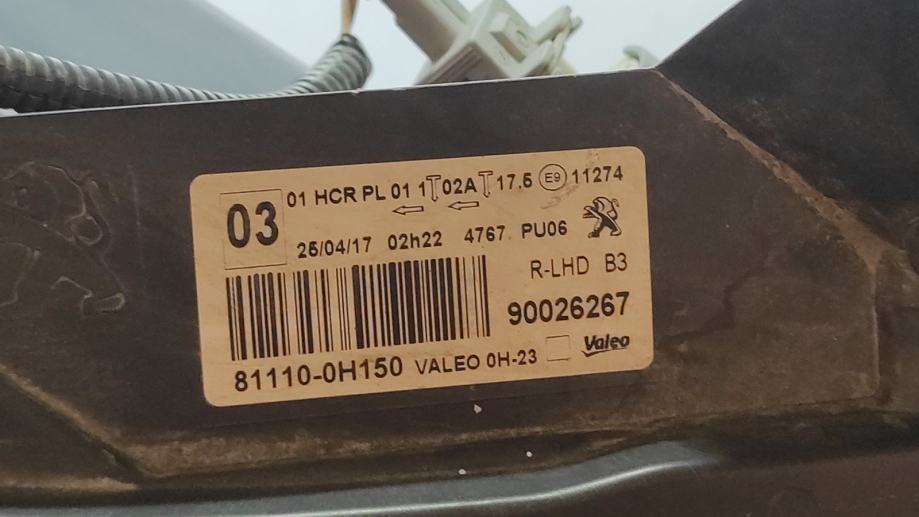 03
01 HCR PL 01 1 02A 17.5 E9 11274
25/04/17 02h22 4767 PU06
R-LHD B3
90026267
81110-0H150 VALEO 0H-23 Valeo